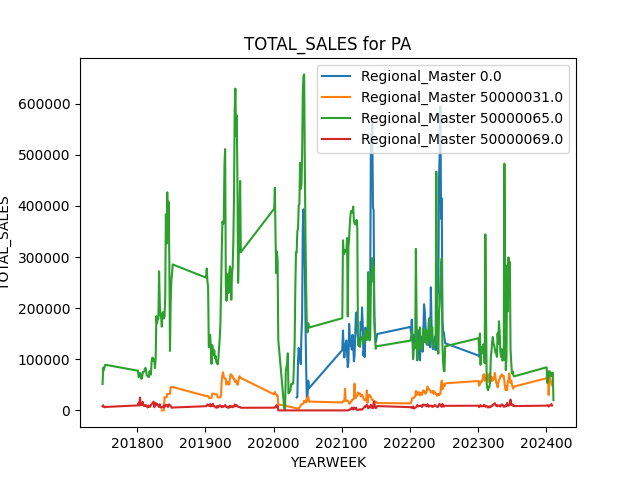 TOTAL_SALES for PA
Regional_Master 0.0
Regional_Master 50000031.0
Regional_Master 50000065.0
Regional_Master 50000069.0
TOTAL_SALES
600000
500000
400000
300000
200000
100000
0
201800 201900 202000 202100 202200 202300 202400
YEARWEEK